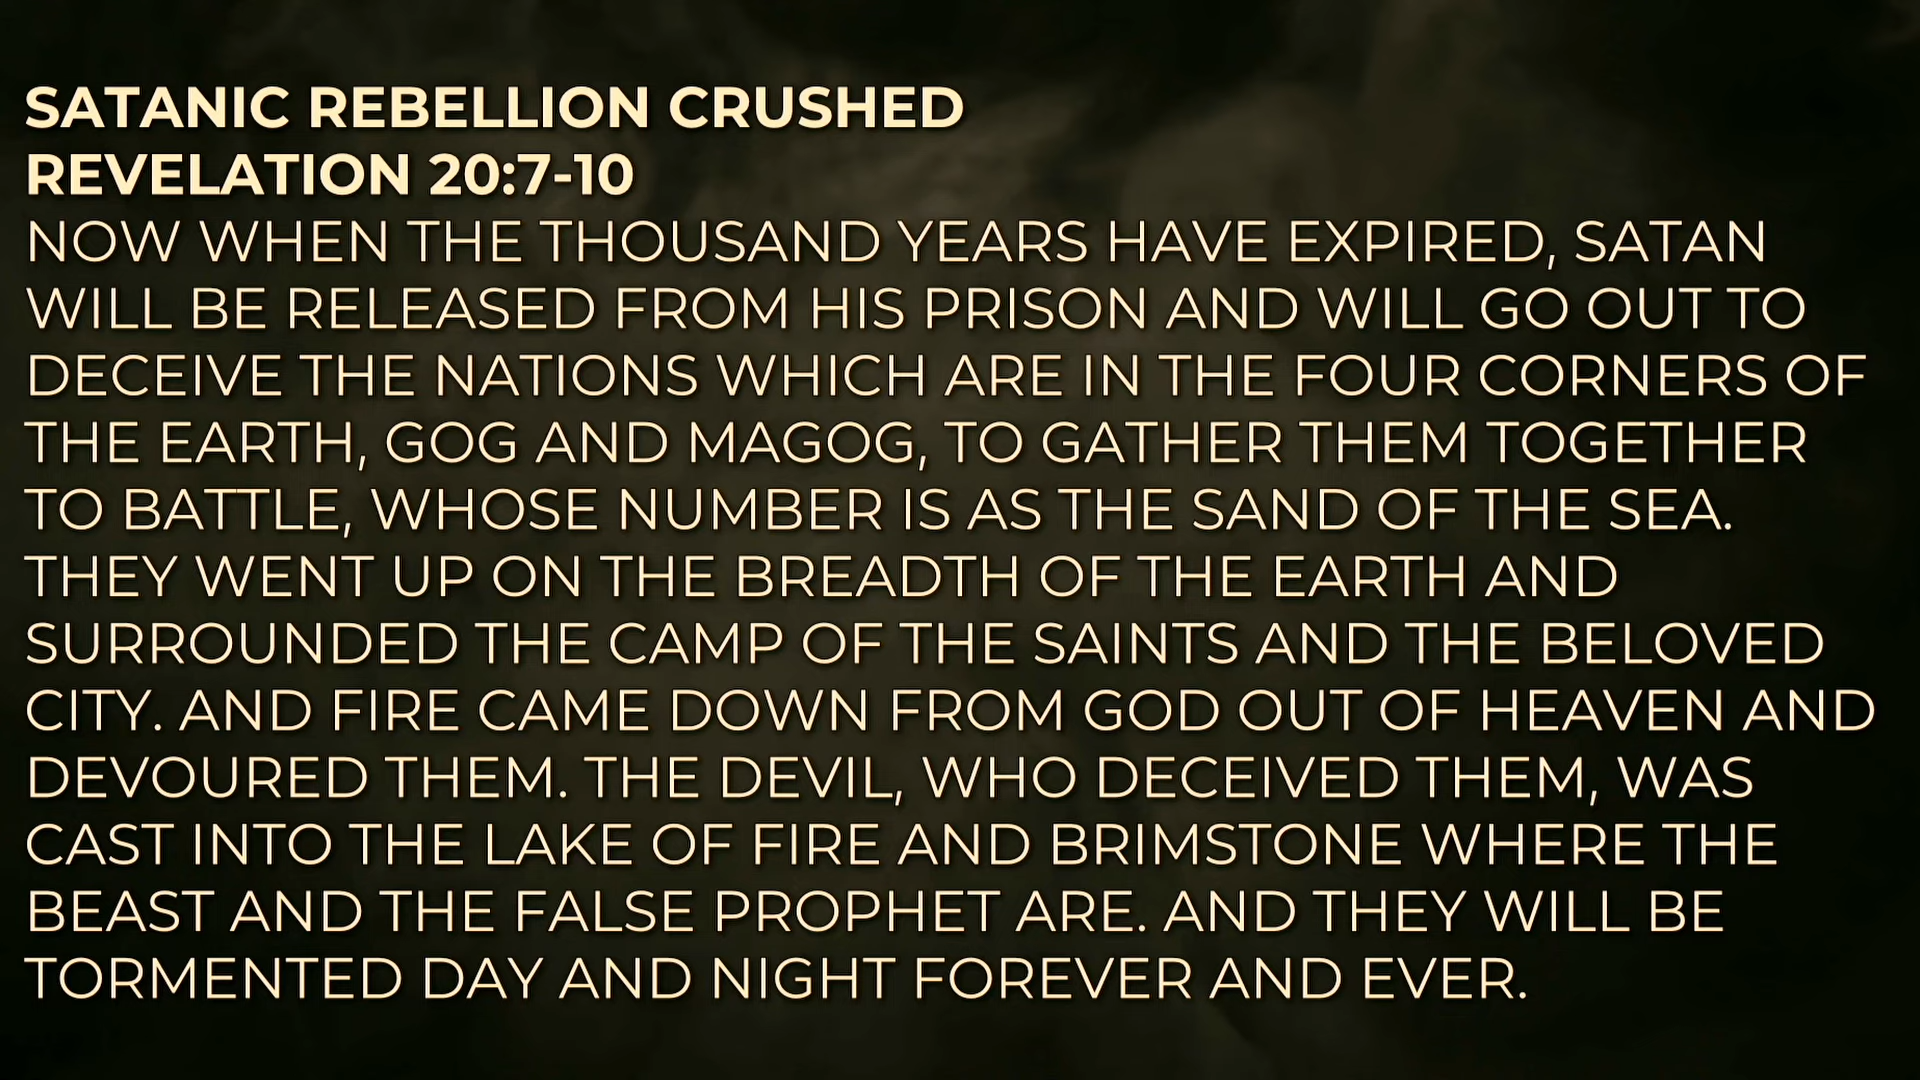 SATANIC REBELLION CRUSHED
REVELATION 20:7-10
NOW WHEN THE THOUSAND YEARS HAVE EXPIRED, SATAN
WILL BE RELEASED FROM HIS PRISON AND WILL GO OUT TO
DECEIVE THE NATIONS WHICH ARE IN THE FOUR CORNERS OF
THE EARTH, GOG AND MAGOG, TO GATHER THEM TOGETHER
TO BATTLE, WHOSE NUMBER IS AS THE SAND OF THE SEA.
THEY WENT UP ON THE BREADTH OF THE EARTH AND
SURROUNDED THE CAMP OF THE SAINTS AND THE BELOVED
CITY. AND FIRE CAME DOWN FROM GOD OUT OF HEAVEN AND
DEVOURED THEM. THE DEVIL, WHO DECEIVED THEM, WAS
CAST INTO THE LAKE OF FIRE AND BRIMSTONE WHERE THE
BEAST AND THE FALSE PROPHET ARE. AND THEY WILL BE
TORMENTED DAY AND NIGHT FOREVER AND EVER.